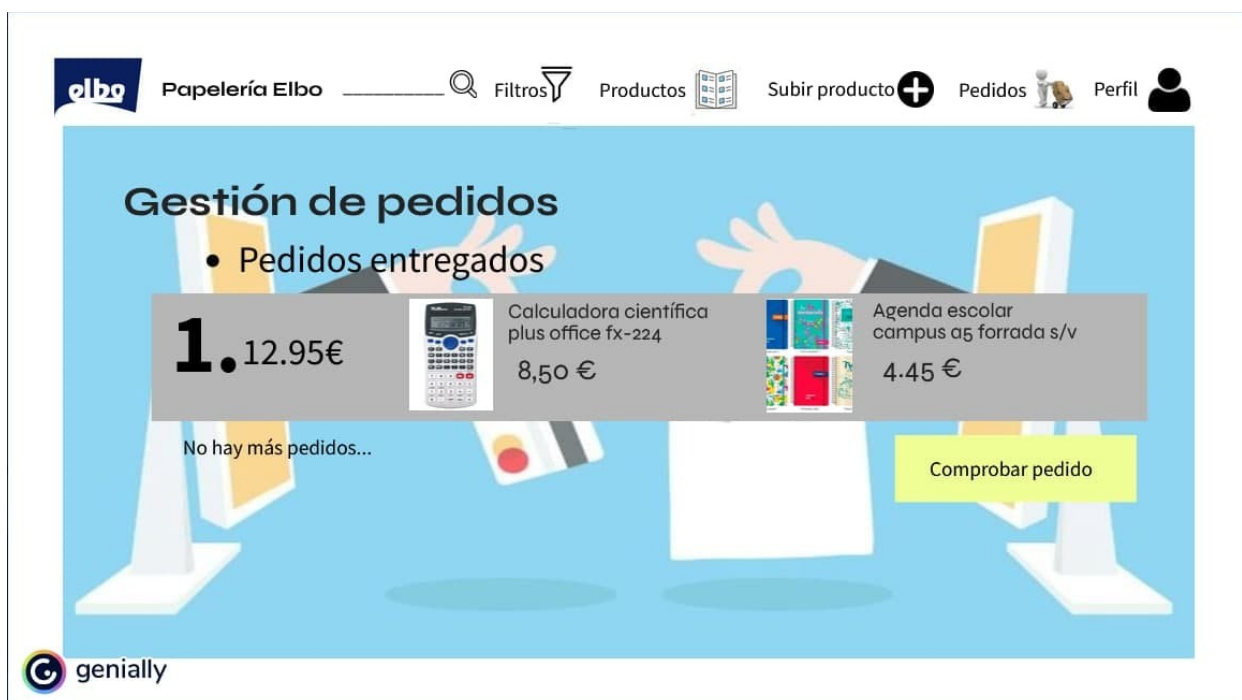 elbo
Papelería Elbo __________ Filtros Productos Subir producto Pedidos Perfil
Gestión de pedidos
• Pedidos entregados
1. 12.95€
Calculadora científica
plus office fx-224
8,50 €
Agenda escolar
campus a5 forrada s/v
4.45 €
No hay más pedidos...
Comprobar pedido
genially